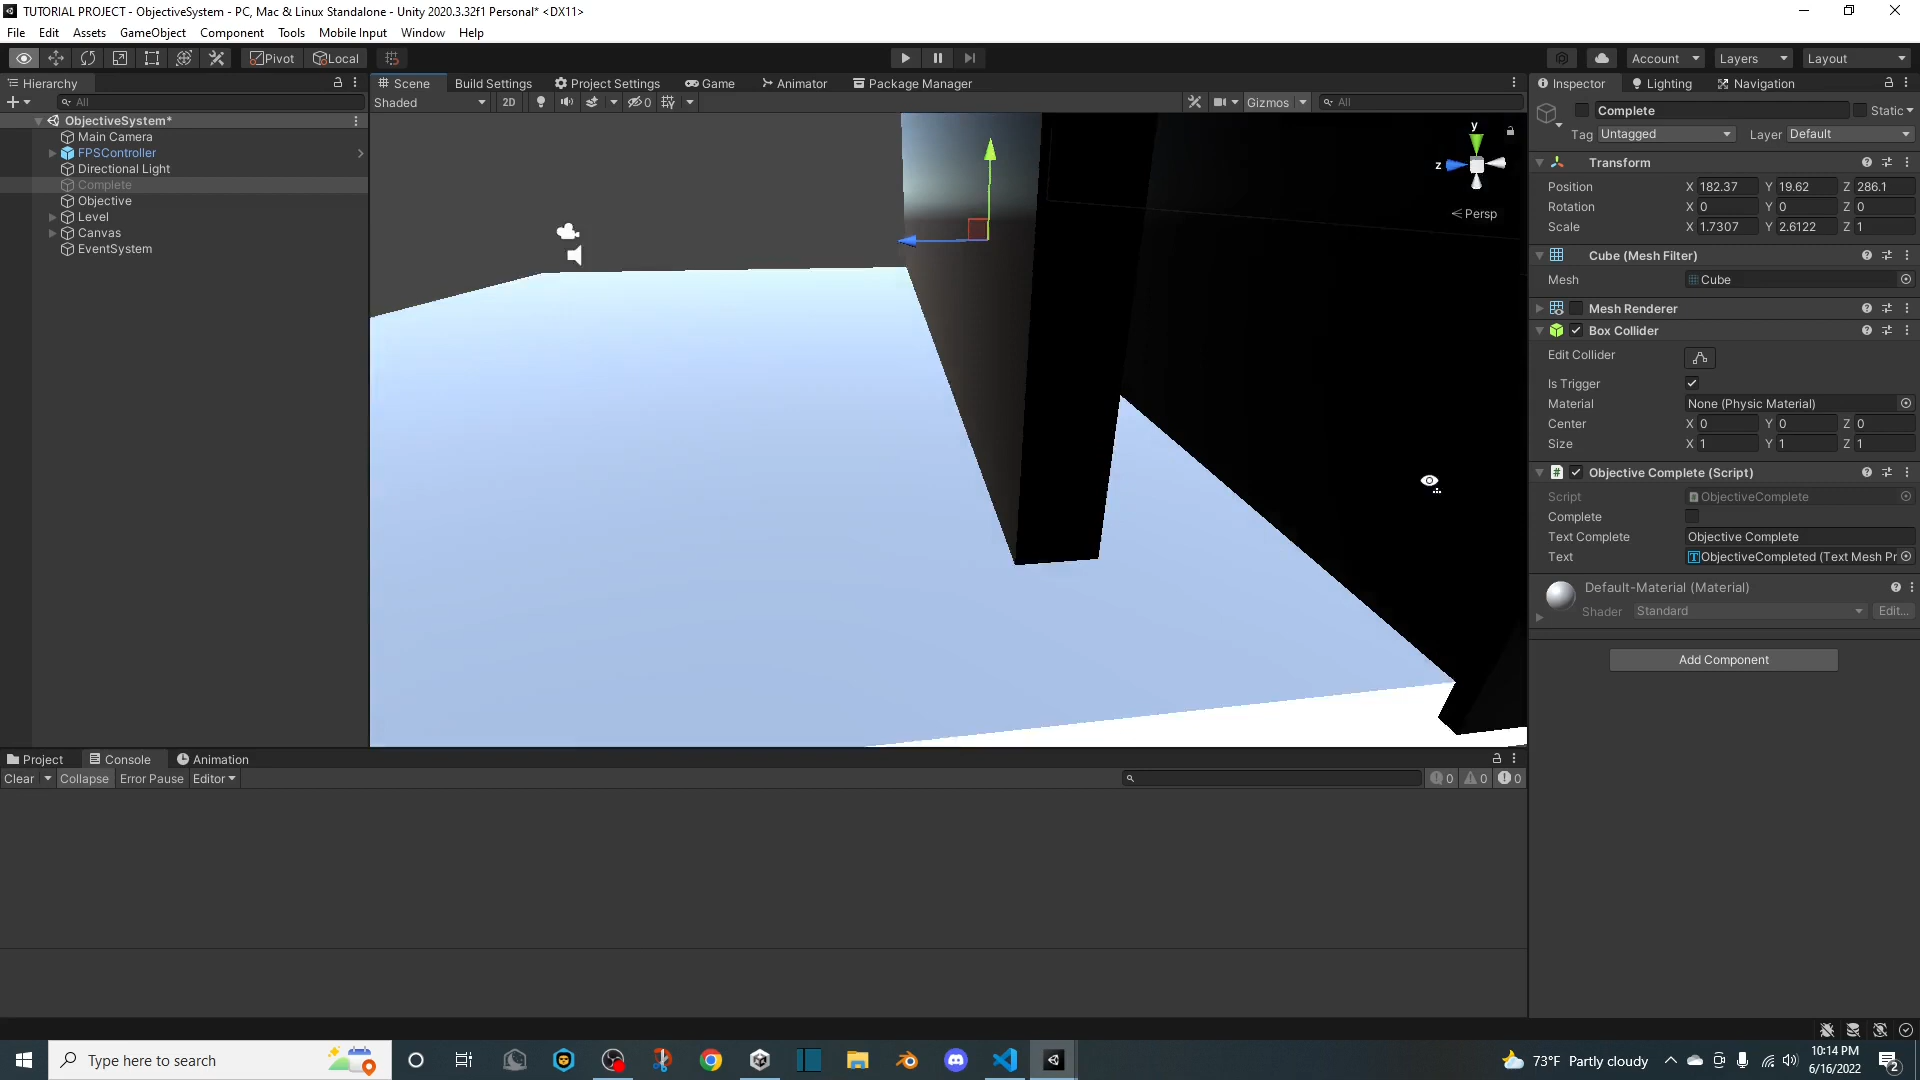 TUTORIAL PROJECT - ObjectiveSystem - PC, Mac & Linux Standalone - Unity 2020.3.32f1 Personal* <DX11>
File Edit Assets GameObject Component Tools Mobile Input Window Help
Pivot Local Account Layers Layout
Hierarchy
All
ObjectiveSystem*
Main Camera
FPSController
Directional Light
Complete
Objective
Level
Canvas
EventSystem
Scene Build Settings Project Settings Game Animator Package Manager
Shaded 2D 0 Gizmos All
y
z
< Persp
Inspector Lighting Navigation
Complete Static
Tag Untagged Layer Default
Transform
Position X 182.37 Y 19.62 Z 286.1
Rotation X 0 Y 0 Z 0
Scale X 1.7307 Y 2.6122 Z 1
Cube (Mesh Filter)
Mesh Cube
Mesh Renderer
Box Collider
Edit Collider
Is Trigger
Material None (Physic Material)
Center X 0 Y 0 Z 0
Size X 1 Y 1 Z 1
Objective Complete (Script)
Script ObjectiveComplete
Complete
Text Complete Objective Complete
Text ObjectiveCompleted (Text Mesh Pr
Default-Material (Material)
Shader Standard Edit...
Add Component
Project Console Animation
Clear Collapse Error Pause Editor 0 0 0
Type here to search
73°F Partly cloudy
10:14 PM
6/16/2022
2